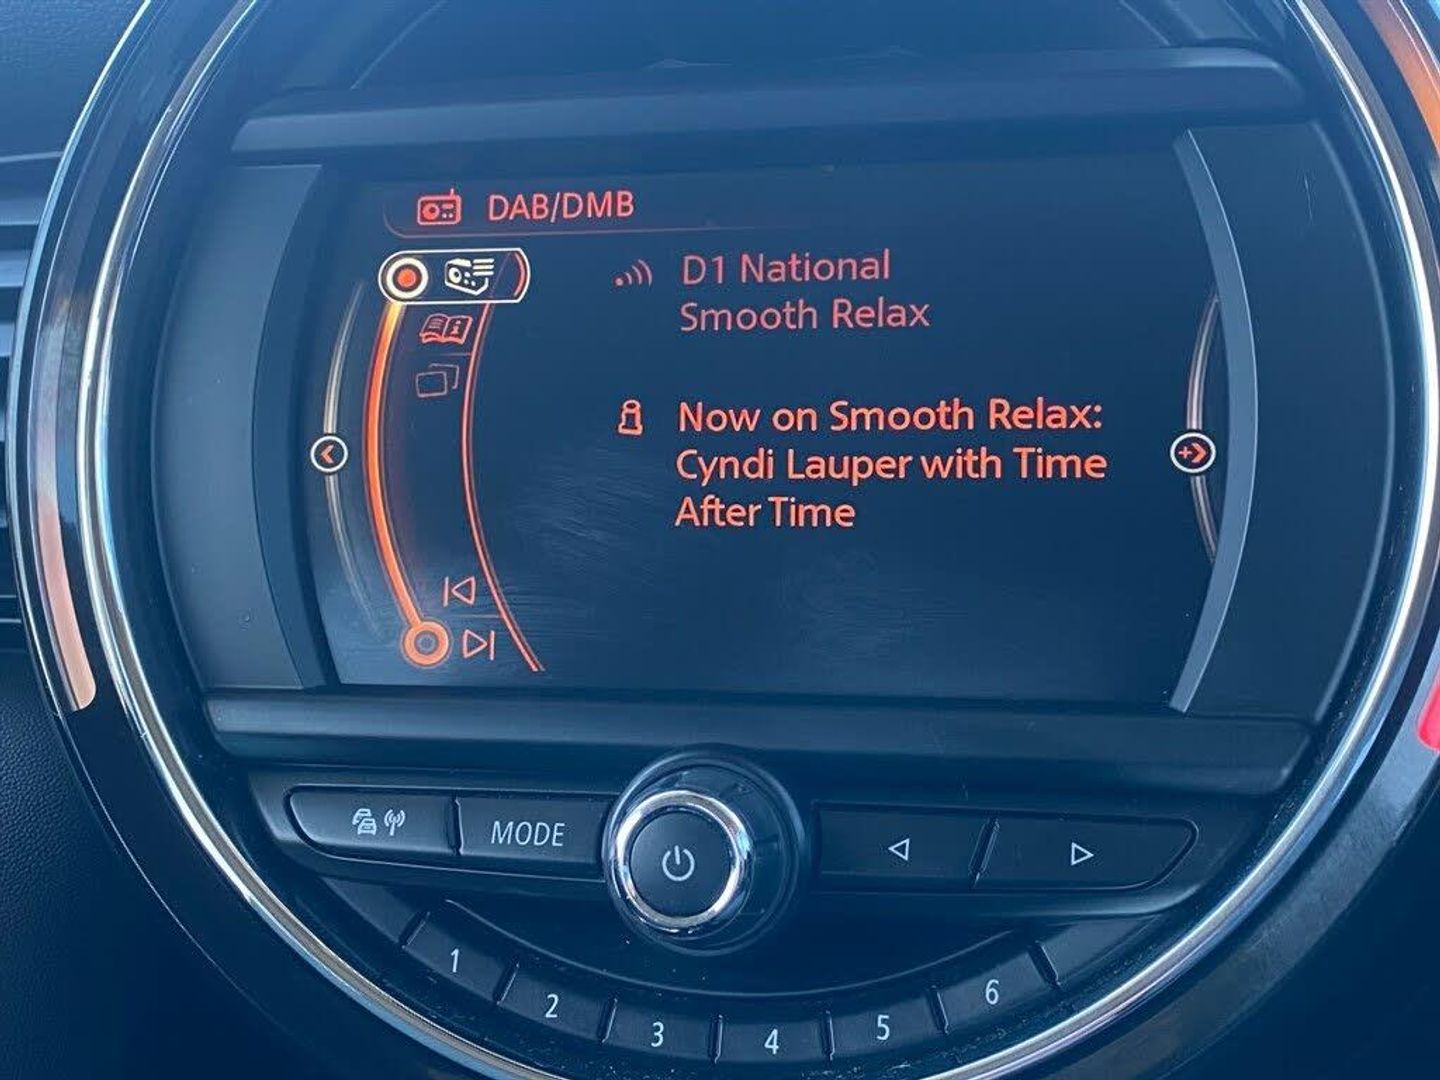 DAB/DMB
D1 National
Smooth Relax
Now on Smooth Relax:
Cyndi Lauper with Time
After Time
MODE
1
2
3
4
5
6